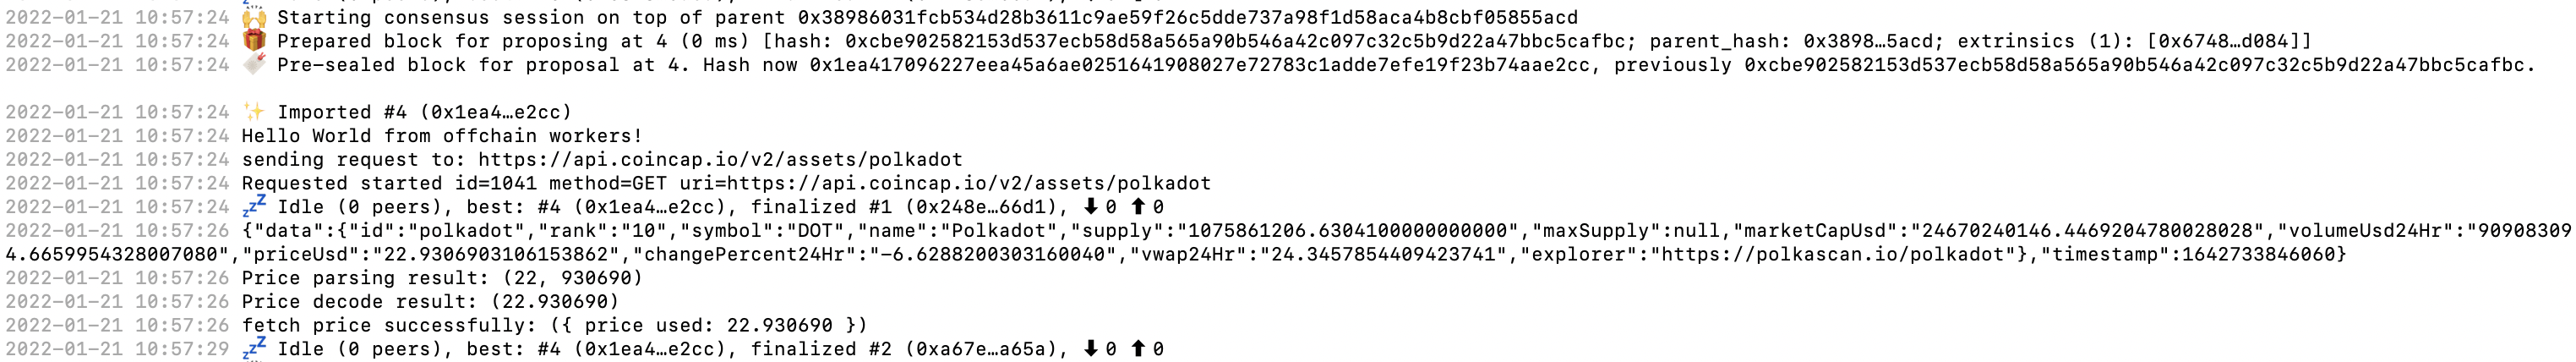 2022-01-21 10:57:24 🙌 Starting consensus session on top of parent 0x38986031fcb534d28b3611c9ae59f26c5dde737a98f1d58aca4b8cbf05855acd
2022-01-21 10:57:24 🎁 Prepared block for proposing at 4 (0 ms) [hash: 0xcbe902582153d537ecb58d58a565a90b546a42c097c32c5b9d22a47bbc5cafbc; parent_hash: 0x3898…5acd; extrinsics (1): [0x6748…d084]]
2022-01-21 10:57:24 🔖 Pre-sealed block for proposal at 4. Hash now 0x1ea417096227eea45a6ae0251641908027e72783c1adde7efe19f23b74aae2cc, previously 0xcbe902582153d537ecb58d58a565a90b546a42c097c32c5b9d22a47bbc5cafbc.
2022-01-21 10:57:24 ✨ Imported #4 (0x1ea4…e2cc)
2022-01-21 10:57:24 Hello World from offchain workers!
2022-01-21 10:57:24 sending request to: https://api.coincap.io/v2/assets/polkadot
2022-01-21 10:57:24 Requested started id=1041 method=GET uri=https://api.coincap.io/v2/assets/polkadot
2022-01-21 10:57:24 💤 Idle (0 peers), best: #4 (0x1ea4…e2cc), finalized #1 (0x248e…66d1), ⬇ 0 ⬆ 0
2022-01-21 10:57:26 {"data":{"id":"polkadot","rank":"10","symbol":"DOT","name":"Polkadot","supply":"1075861206.6304100000000000","maxSupply":null,"marketCapUsd":"24670240146.4469204780028028","volumeUsd24Hr":"90908309
4.6659954328007080","priceUsd":"22.9306903106153862","changePercent24Hr":"-6.6288200303160040","vwap24Hr":"24.3457854409423741","explorer":"https://polkascan.io/polkadot"},"timestamp":1642733846060}
2022-01-21 10:57:26 Price parsing result: (22, 930690)
2022-01-21 10:57:26 Price decode result: (22.930690)
2022-01-21 10:57:26 fetch price successfully: ({ price used: 22.930690 })
2022-01-21 10:57:29 💤 Idle (0 peers), best: #4 (0x1ea4…e2cc), finalized #2 (0xa67e…a65a), ⬇ 0 ⬆ 0